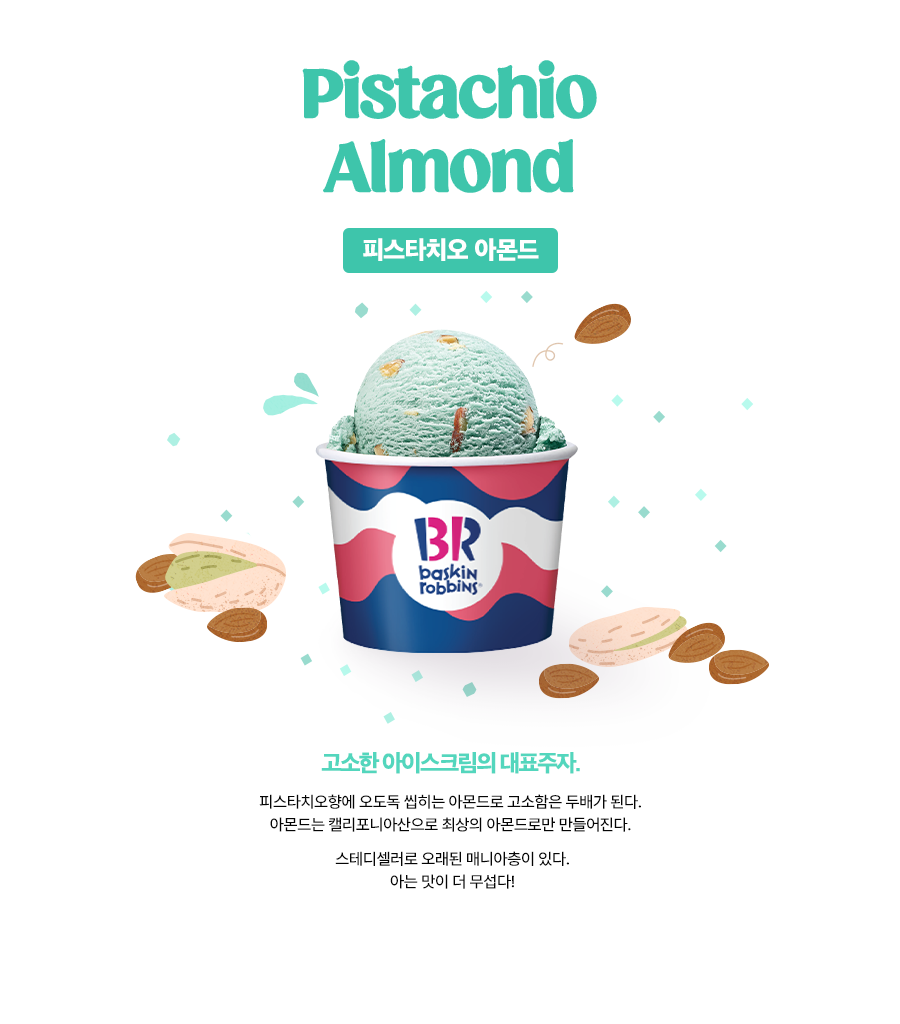 Pistachio
Almond
피스타치오 아몬드
BR
baskin
robbins®
고소한 아이스크림의 대표주자.
피스타치오향에 오도독 씹히는 아몬드로 고소함은 두배가 된다.
아몬드는 캘리포니아산으로 최상의 아몬드로만 만들어진다.
스테디셀러로 오래된 매니아층이 있다.
아는 맛이 더 무섭다!